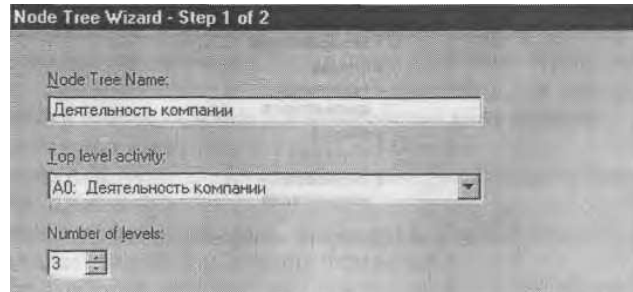 Node Tree Wizard - Step 1 of 2
Node Tree Name:
Деятельность компании
Top level activity:
A0: Деятельность компании
Number of levels:
3